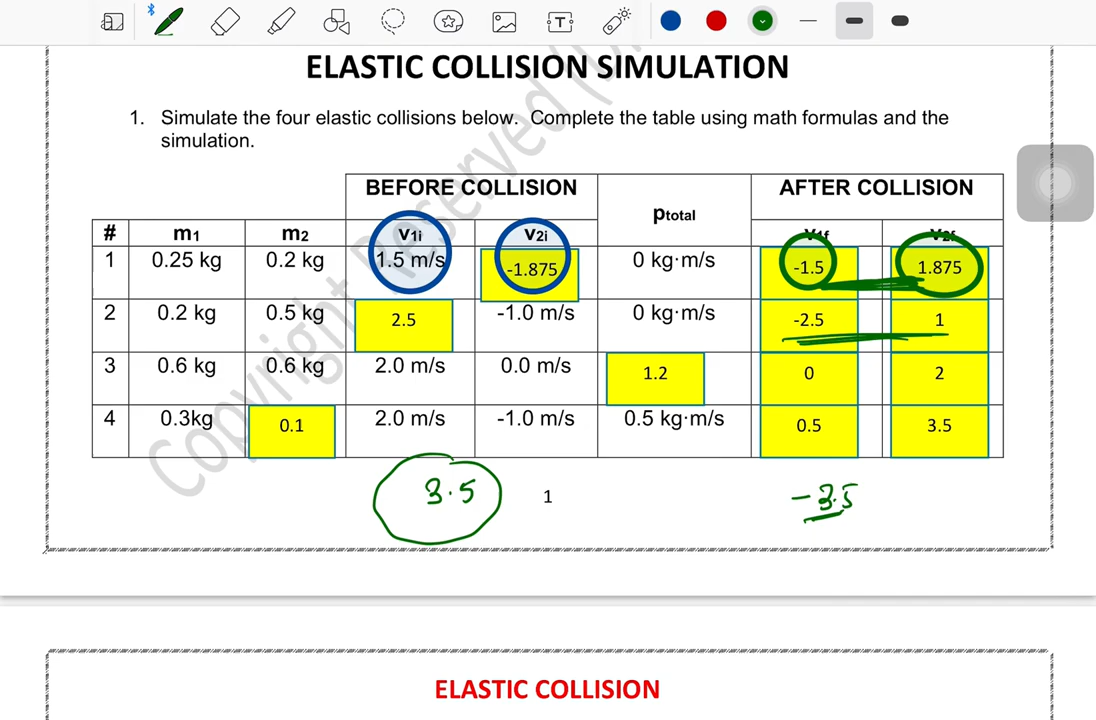 T
ELASTIC COLLISION SIMULATION
1. Simulate the four elastic collisions below. Complete the table using math formulas and the
simulation.
BEFORE COLLISION ptotal AFTER COLLISION
# m1 m2 v1i v2i v1f v2f
1 0.25 kg 0.2 kg 1.5 m/s -1.875 0 kg·m/s -1.5 1.875
2 0.2 kg 0.5 kg 2.5 -1.0 m/s 0 kg·m/s -2.5 1
3 0.6 kg 0.6 kg 2.0 m/s 0.0 m/s 1.2 0 2
4 0.3kg 0.1 2.0 m/s -1.0 m/s 0.5 kg·m/s 0.5 3.5
3.5 1 -3.5
Copyright Reserved
ELASTIC COLLISION